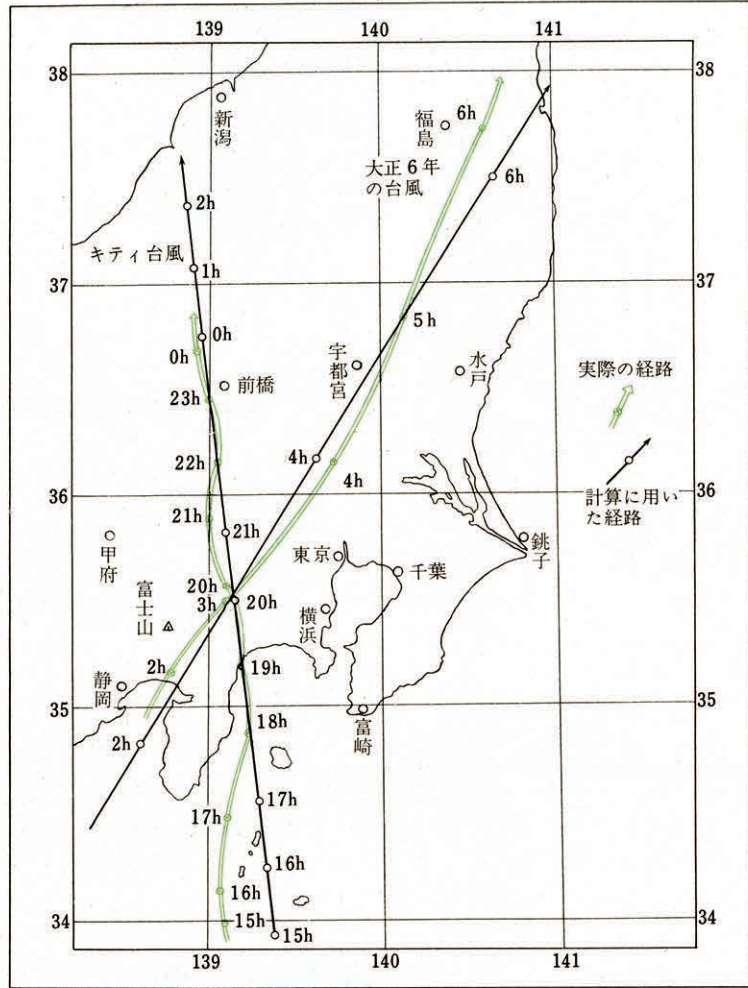 139
140
141
38
38
新潟
福島
6h
大正6年
の台風
6h
2h
キティ台風
1h
37
37
0h
0h
5h
宇都宮
水戸
実際の経路
前橋
23h
4h
22h
4h
計算に用い
た経路
36
36
21h
21h
甲府
東京
千葉
銚子
20h
3h
20h
富士山
横浜
2h
19h
静岡
35
35
18h
富崎
2h
17h
17h
16h
16h
34
34
15h
15h
139
140
141